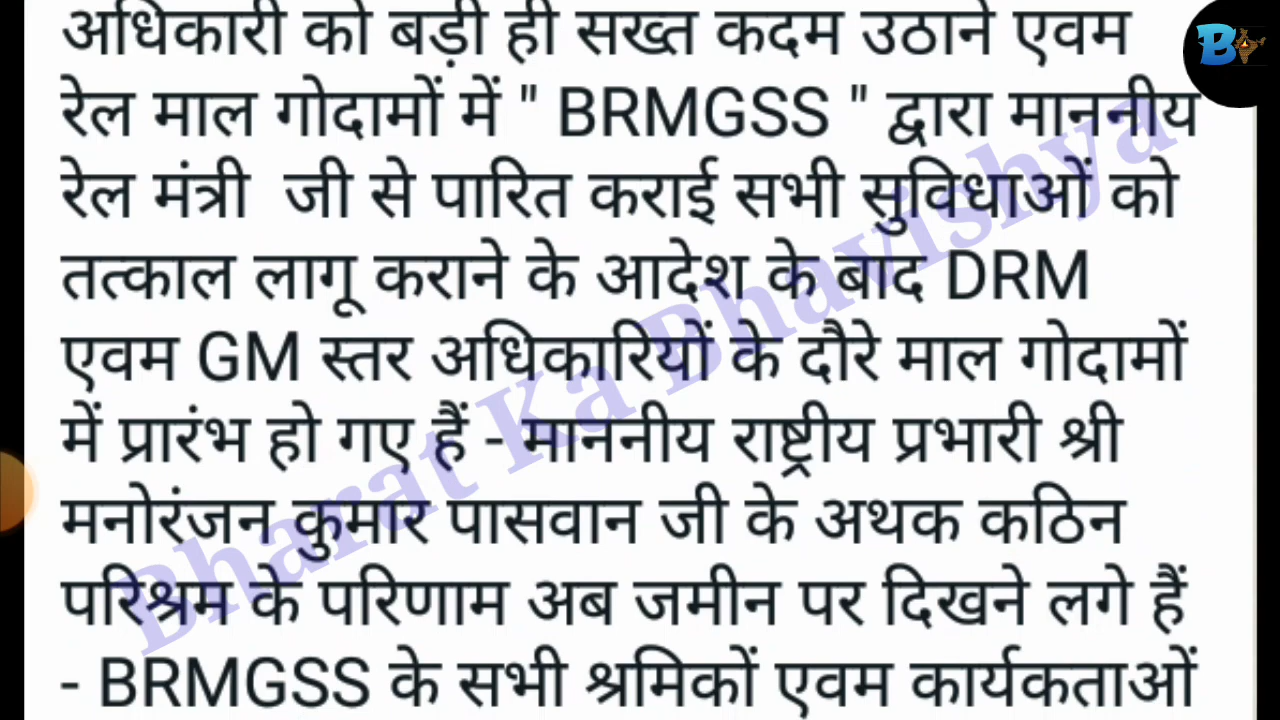 अधिकारी को बड़ी ही सख्त कदम उठाने एवम
रेल माल गोदामों में " BRMGSS " द्वारा माननीय
रेल मंत्री जी से पारित कराई सभी सुविधाओं को
तत्काल लागू कराने के आदेश के बाद DRM
एवम GM स्तर अधिकारियों के दौरे माल गोदामों
में प्रारंभ हो गए हैं - माननीय राष्ट्रीय प्रभारी श्री
मनोरंजन कुमार पासवान जी के अथक कठिन
परिश्रम के परिणाम अब जमीन पर दिखने लगे हैं
- BRMGSS के सभी श्रमिकों एवम कार्यकताओं
Bharat Ka Bhavishya
B